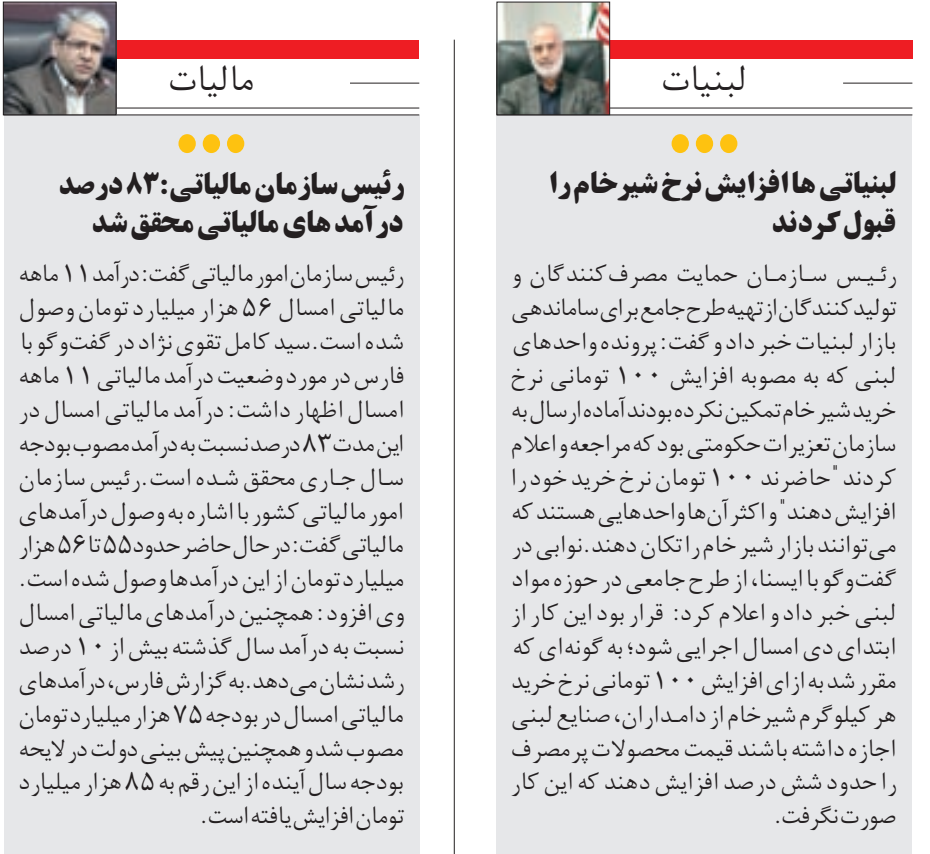 لبنیات
لبنیاتی ها افزایش نرخ شیر خام را
قبول کردند
رئیس سازمان حمایت مصرف کنندگان و
تولید کنندگان از تهیه طرح جامع برای ساماندهی
بازار لبنیات خبر داد و گفت: پرونده واحدهای
لبنی که به مصوبه افزایش ۱۰۰ تومانی نرخ
خرید شیر خام تمکین نکرده بودند آماده ارسال به
سازمان تعزیرات حکومتی بود که مراجعه و اعلام
کردند "حاضرند ۱۰۰ تومان نرخ خرید خود را
افزایش دهند" و اکثر آن ها واحدهایی هستند که
می توانند بازار شیر خام را تکان دهند. نوابی در
گفت و گو با ایسنا، از طرح جامعی در حوزه مواد
لبنی خبر داد و اعلام کرد: قرار بود این کار از
ابتدای دی امسال اجرایی شود؛ به گونه ای که
مقرر شد به ازای افزایش ۱۰۰ تومانی نرخ خرید
هر کیلوگرم شیر خام از دامداران، صنایع لبنی
اجازه داشته باشند قیمت محصولات پر مصرف
را حدود شش درصد افزایش دهند که این کار
صورت نگرفت.
مالیات
رئیس سازمان مالیاتی: ۸۳ درصد
درآمد های مالیاتی محقق شد
رئیس سازمان امور مالیاتی گفت: درآمد ۱۱ ماهه
مالیاتی امسال ۵۶ هزار میلیارد تومان وصول
شده است. سید کامل تقوی نژاد در گفت و گو با
فارس در مورد وضعیت درآمد مالیاتی ۱۱ ماهه
امسال اظهار داشت: درآمد مالیاتی امسال در
این مدت ۸۳ درصد نسبت به درآمد مصوب بودجه
سال جاری محقق شده است. رئیس سازمان
امور مالیاتی کشور با اشاره به وصول درآمدهای
مالیاتی گفت: در حال حاضر حدود ۵۵ تا ۵۶ هزار
میلیارد تومان از این درآمدها وصول شده است.
وی افزود: همچنین درآمدهای مالیاتی امسال
نسبت به درآمد سال گذشته بیش از ۱۰ درصد
رشد نشان می دهد. به گزارش فارس، درآمدهای
مالیاتی امسال در بودجه ۷۵ هزار میلیارد تومان
مصوب شد و همچنین پیش بینی دولت در لایحه
بودجه سال آینده از این رقم به ۸۵ هزار میلیارد
تومان افزایش یافته است.